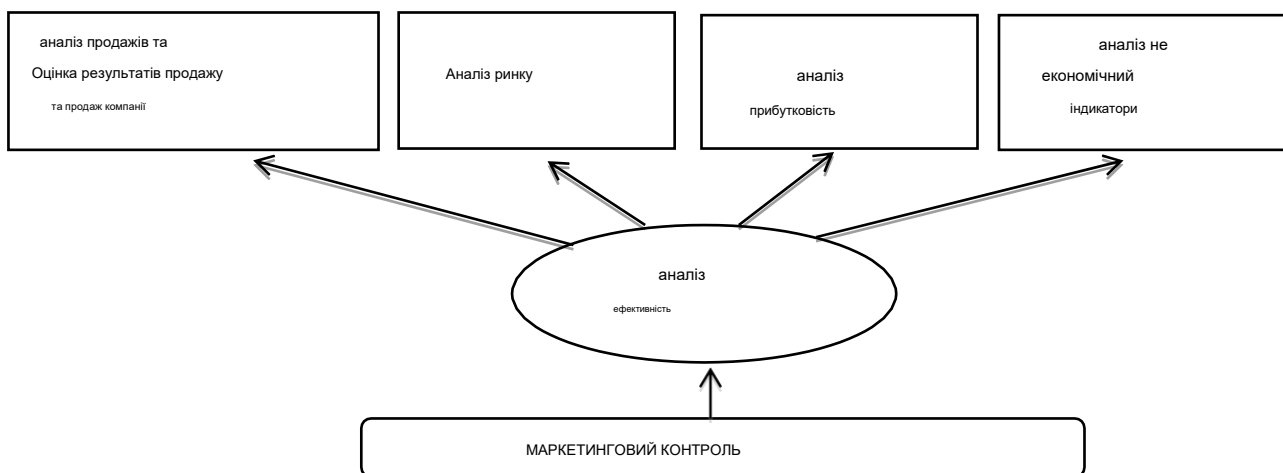 аналіз продажів та
Оцінка результатів продажу
та продаж компанії
Аналіз ринку
аналіз
прибутковість
аналіз не
економічний
індикатори
аналіз
ефективність
МАРКЕТИНГОВИЙ КОНТРОЛЬ